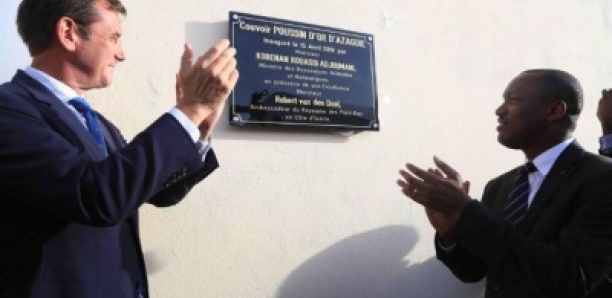 Couvoir POUSSIN D'OR D'AZAGUIE
Inauguré le 15 Avril 2016 par
Monsieur
KOBENAN KOUASSI ADJOUMANI,
Ministre des Ressources Animales
et Halieutiques,
en présence de son Excellence
Monsieur
Robert van den Dool,
Ambassadeur du Royaume des Pays-Bas
en Côte d'Ivoire